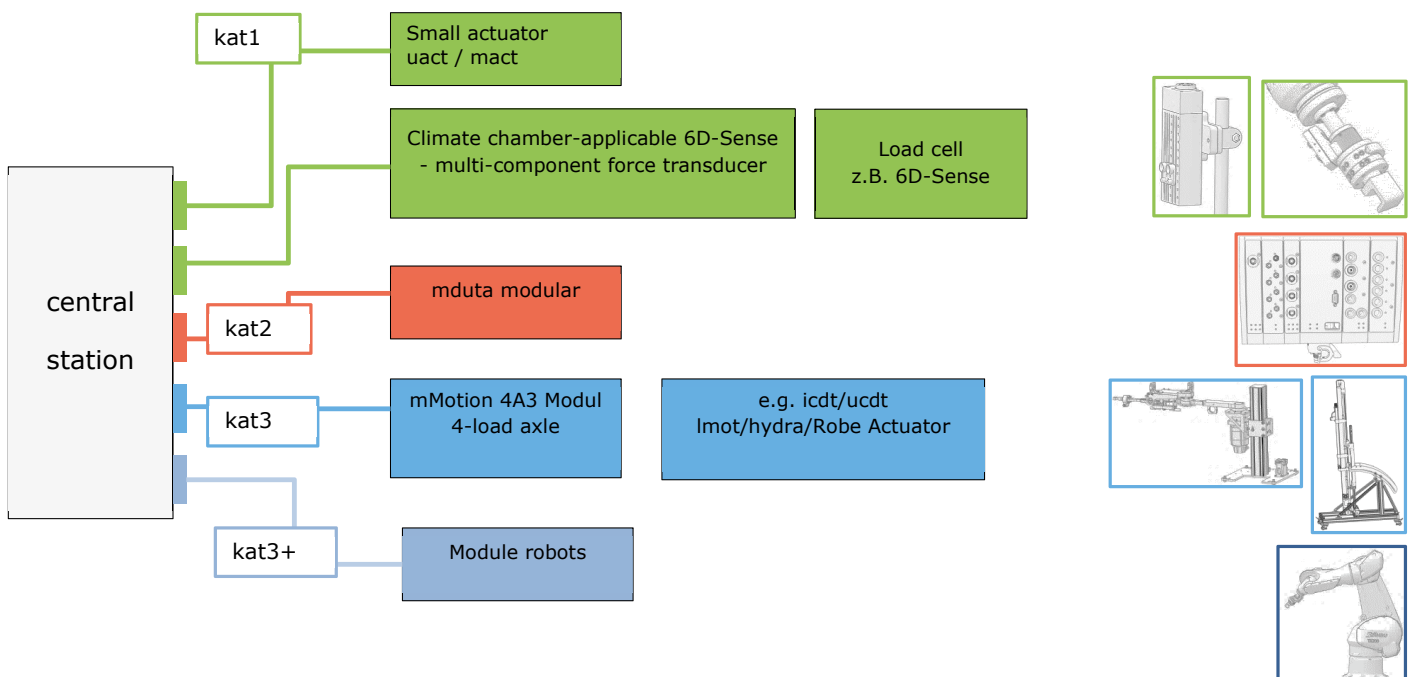 kat1
Small actuator
uact / mact
Climate chamber-applicable 6D-Sense
- multi-component force transducer
Load cell
z.B. 6D-Sense
central
station
kat2
mduta modular
kat3
mMotion 4A3 Modul
4-load axle
e.g. icdt/ucdt
lmot/hydra/Robe Actuator
kat3+
Module robots